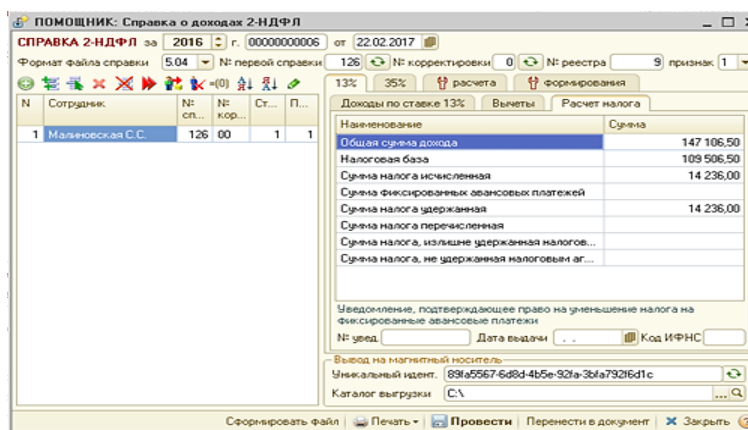 ПОМОЩНИК: Справка о доходах 2-НДФЛ
СПРАВКА 2-НДФЛ за 2016 г. 00000000006 от 22.02.2017
Формат файла справки 5.04 № первой справки 126 № корректировки 0 № реестра 9 признак 1
=(0) 13% 35% расчета формирования
N Сотрудник № сп... № кор... Ст... П...
1 Малиновская С.С. 126 00 1 1
Доходы по ставке 13% Вычеты Расчет налога
Наименование Сумма
Общая сумма дохода 147 106,50
Налоговая база 109 506,50
Сумма налога исчисленная 14 236,00
Сумма фиксированных авансовых платежей
Сумма налога удержанная 14 236,00
Сумма налога перечисленная
Сумма налога, излишне удержанная налогов...
Сумма налога, не удержанная налоговым аг...
Уведомление, подтверждающее право на уменьшение налога на
фиксированные авансовые платежи
№ увед. Дата выдачи . . Код ИФНС
Вывод на магнитный носитель
Уникальный идент. 89fa5567-6d8d-4b5e-92fa-3bfa792f6d1c
Каталог выгрузки C:\ ...
Сформировать файл Печать Провести Перенести в документ Закрыть